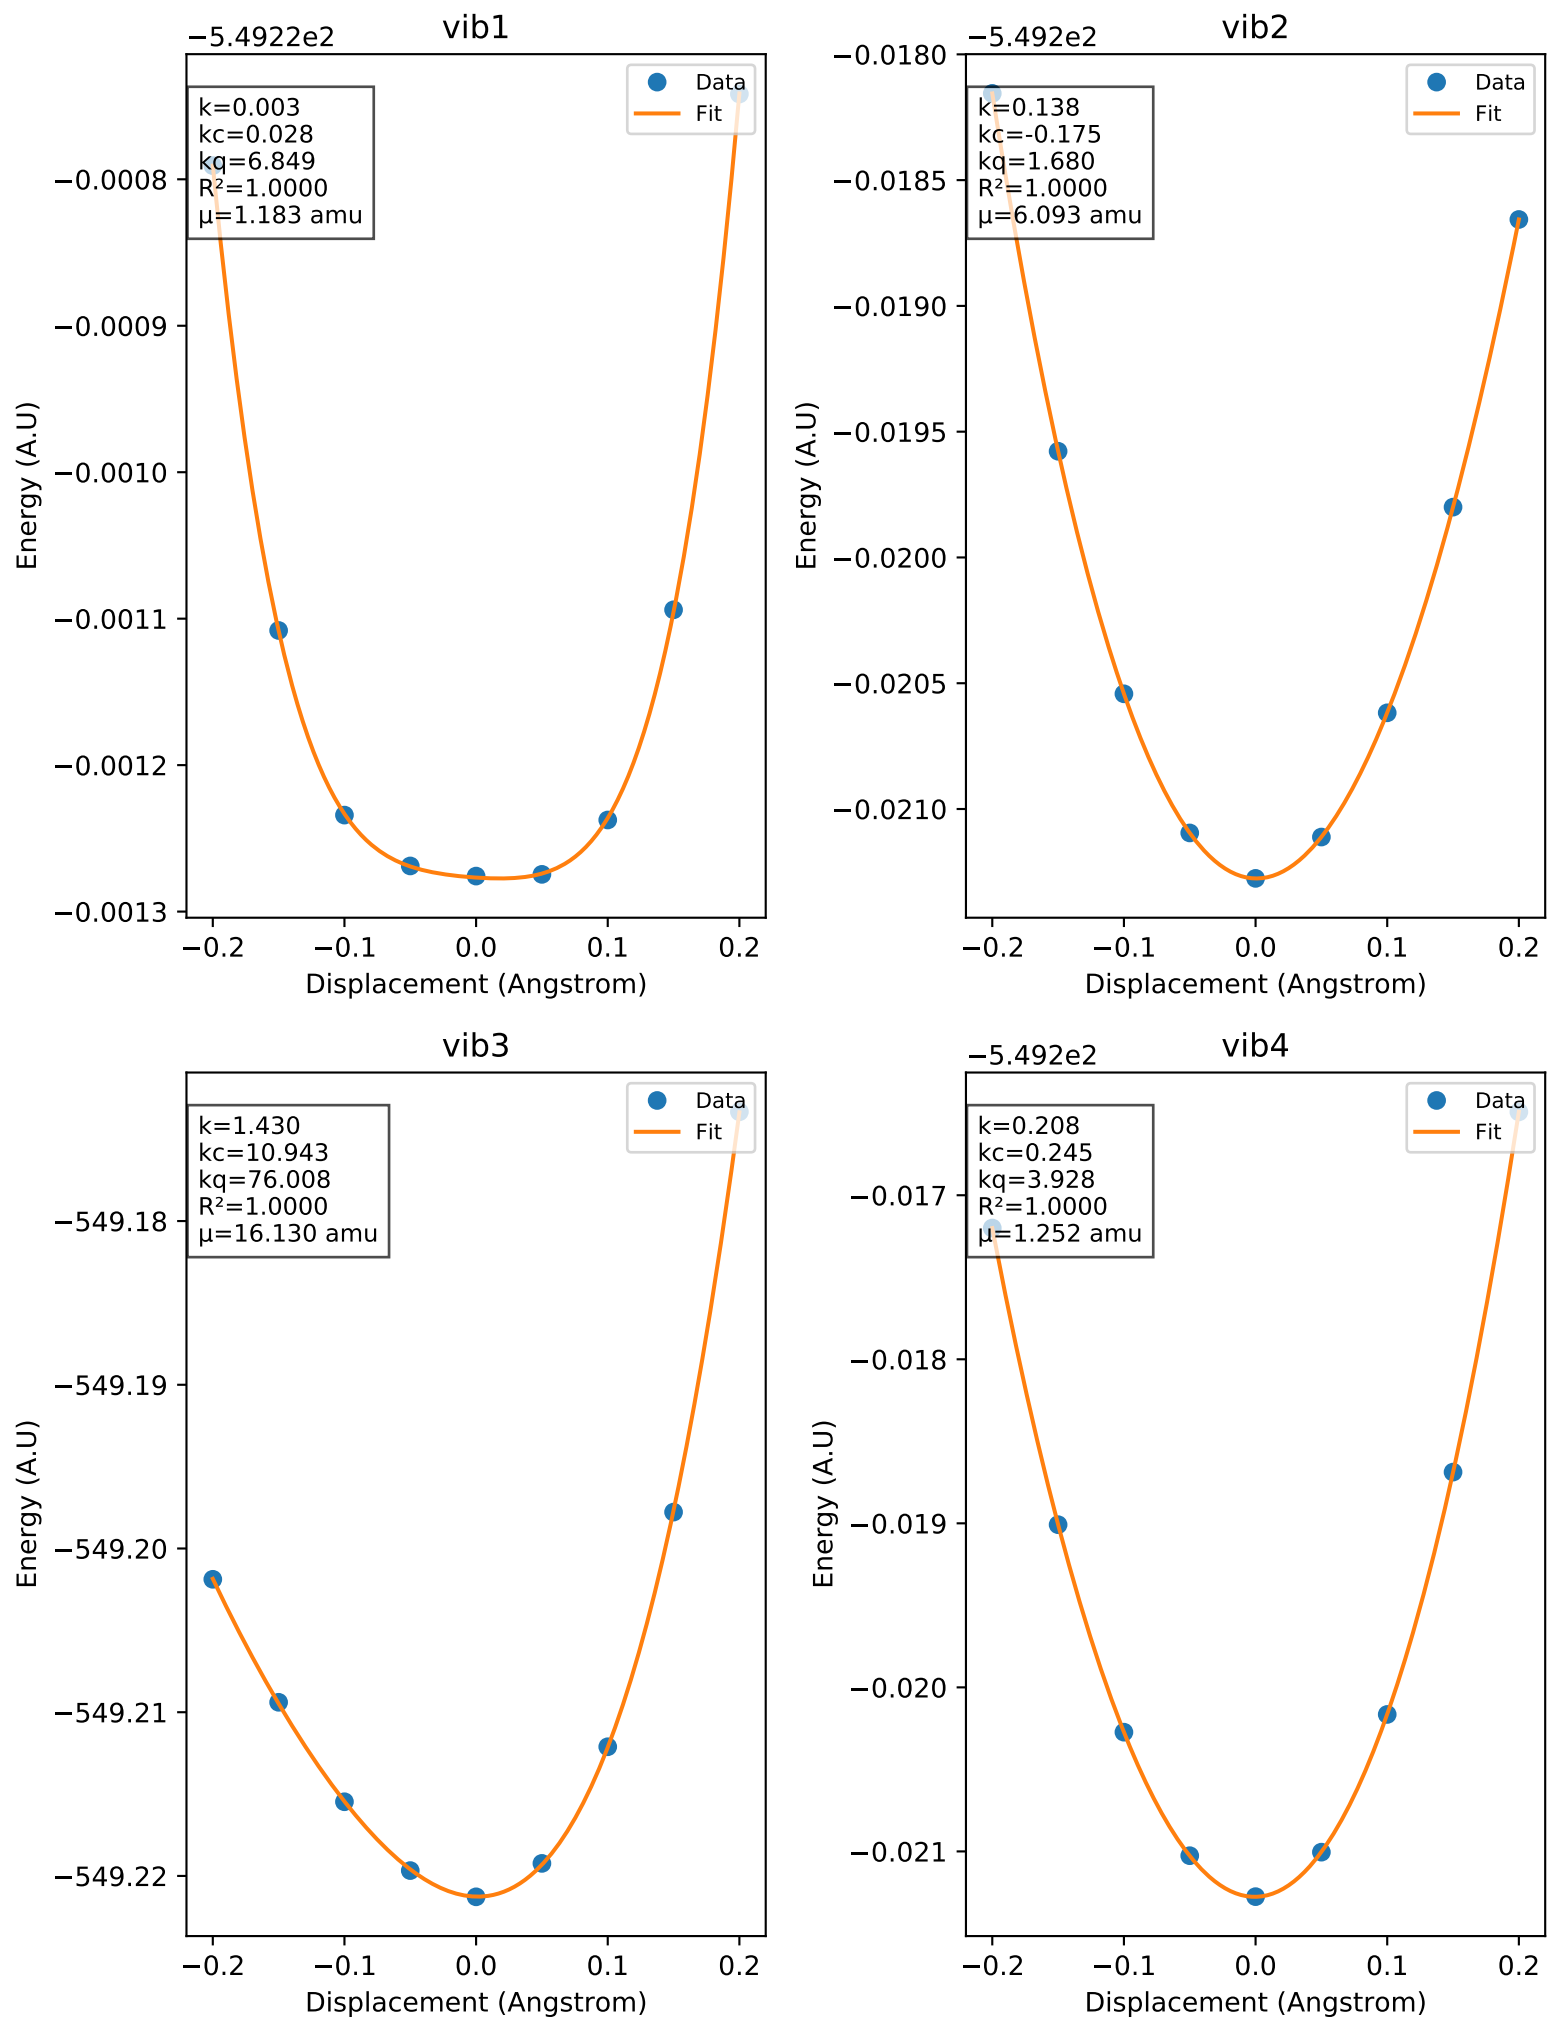 vib1
−5.4922e2
k=0.003
kc=0.028
kq=6.849
R²=1.0000
μ=1.183 amu
Data
Fit
−0.0008
−0.0009
−0.0010
−0.0011
−0.0012
−0.0013
Energy (A.U)
−0.2 −0.1 0.0 0.1 0.2
Displacement (Angstrom)
vib2
−5.492e2
k=0.138
kc=-0.175
kq=1.680
R²=1.0000
μ=6.093 amu
Data
Fit
−0.0180
−0.0185
−0.0190
−0.0195
−0.0200
−0.0205
−0.0210
Energy (A.U)
−0.2 −0.1 0.0 0.1 0.2
Displacement (Angstrom)
vib3
k=1.430
kc=10.943
kq=76.008
R²=1.0000
μ=16.130 amu
Data
Fit
−549.18
−549.19
−549.20
−549.21
−549.22
Energy (A.U)
−0.2 −0.1 0.0 0.1 0.2
Displacement (Angstrom)
vib4
−5.492e2
k=0.208
kc=0.245
kq=3.928
R²=1.0000
μ=1.252 amu
Data
Fit
−0.017
−0.018
−0.019
−0.020
−0.021
Energy (A.U)
−0.2 −0.1 0.0 0.1 0.2
Displacement (Angstrom)